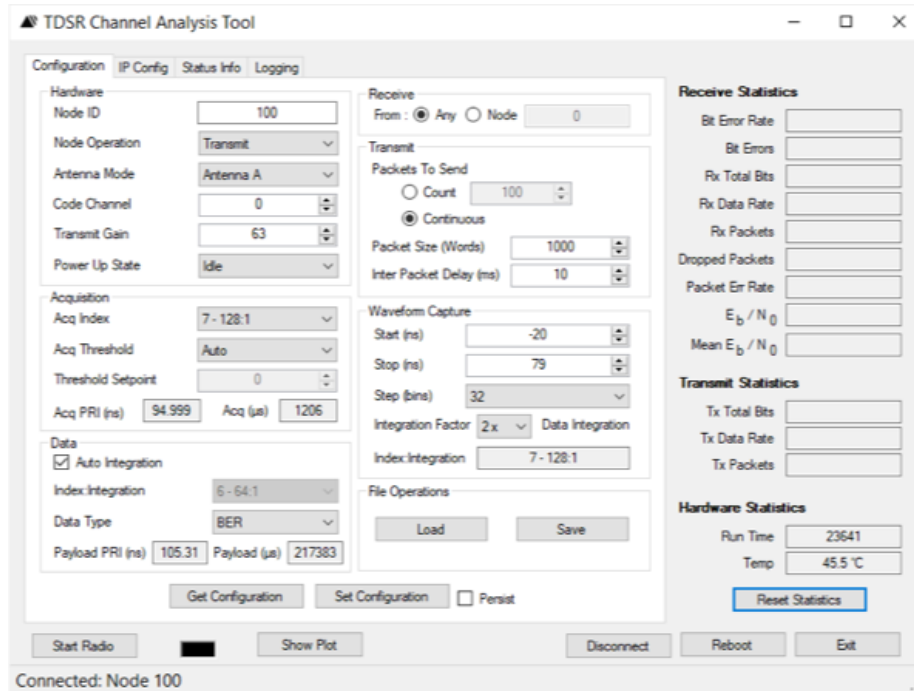 TDSR Channel Analysis Tool
Configuration IP Config Status Info Logging
Hardware
Node ID 100
Node Operation Transmit
Antenna Mode Antenna A
Code Channel 0
Transmit Gain 63
Power Up State Idle
Acquisition
Acq Index 7 - 128:1
Acq Threshold Auto
Threshold Setpoint 0
Acq PRI (ns) 94.999 Acq (µs) 1206
Data
Auto Integration
Index:Integration 6 - 64:1
Data Type BER
Payload PRI (ns) 105.31 Payload (µs) 217383
Receive
From : Any Node 0
Transmit
Packets To Send
Count 100
Continuous
Packet Size (Words) 1000
Inter Packet Delay (ms) 10
Waveform Capture
Start (ns) -20
Stop (ns) 79
Step (bins) 32
Integration Factor 2x Data Integration
Index:Integration 7 - 128:1
File Operations
Load Save
Get Configuration Set Configuration Persist
Receive Statistics
Bit Error Rate
Bit Errors
Rx Total Bits
Rx Data Rate
Rx Packets
Dropped Packets
Packet Err Rate
E b / N 0
Mean E b / N 0
Transmit Statistics
Tx Total Bits
Tx Data Rate
Tx Packets
Hardware Statistics
Run Time 23641
Temp 45.5 °C
Reset Statistics
Start Radio Show Plot Disconnect Reboot Exit
Connected: Node 100